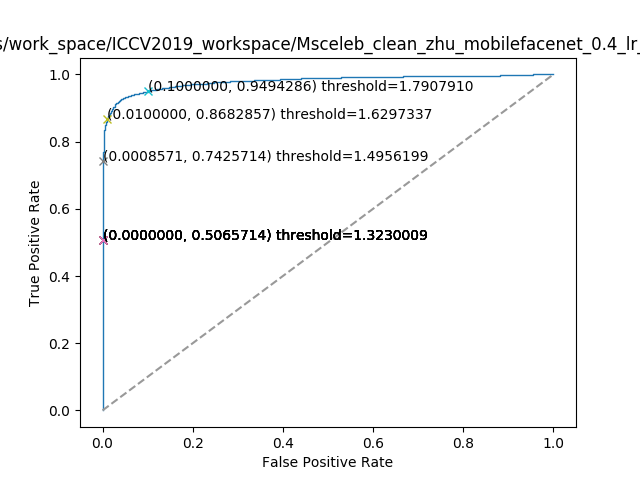 s/work_space/ICCV2019_workspace/Msceleb_clean_zhu_mobilefacenet_0.4_lr_
1.0
(0.1000000, 0.9494286) threshold=1.7907910
(0.0100000, 0.8682857) threshold=1.6297337
0.8
(0.0008571, 0.7425714) threshold=1.4956199
0.6
(0.0000000, 0.5065714) threshold=1.3230009
0.4
0.2
0.0
True Positive Rate
0.0 0.2 0.4 0.6 0.8 1.0
False Positive Rate